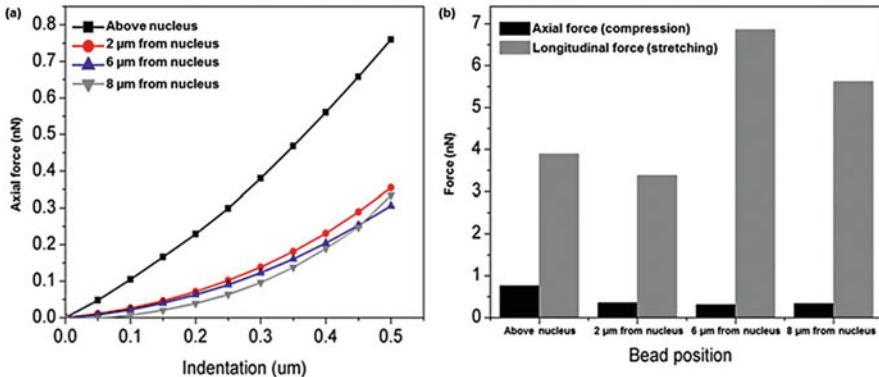 (a)
Above nucleus
2 µm from nucleus
6 µm from nucleus
8 µm from nucleus
Axial force (nN)
0.8
0.7
0.6
0.5
0.4
0.3
0.2
0.1
0.0
0.0 0.1 0.2 0.3 0.4 0.5
Indentation (um)
(b)
Axial force (compression)
Longitudinal force (stretching)
Force (nN)
7
6
5
4
3
2
1
0
Above nucleus 2 µm from nucleus 6 µm from nucleus 8 µm from nucleus
Bead position